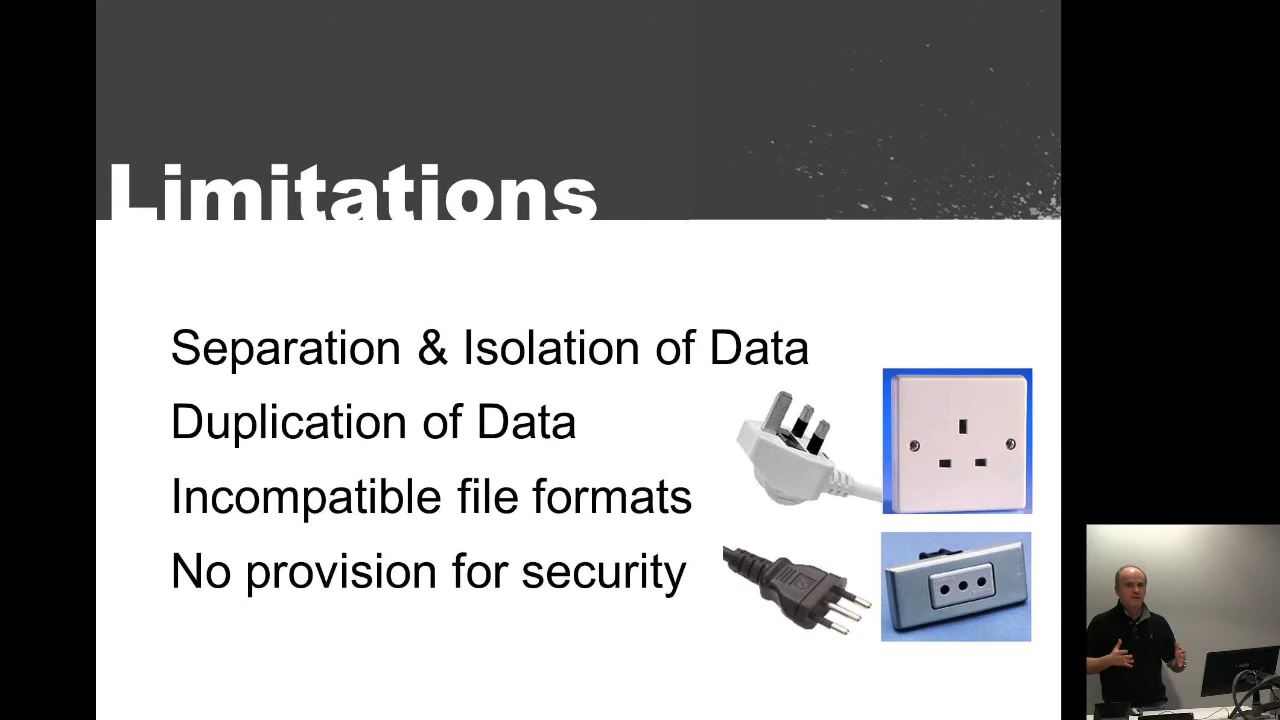 Limitations
Separation & Isolation of Data
Duplication of Data
Incompatible file formats
No provision for security